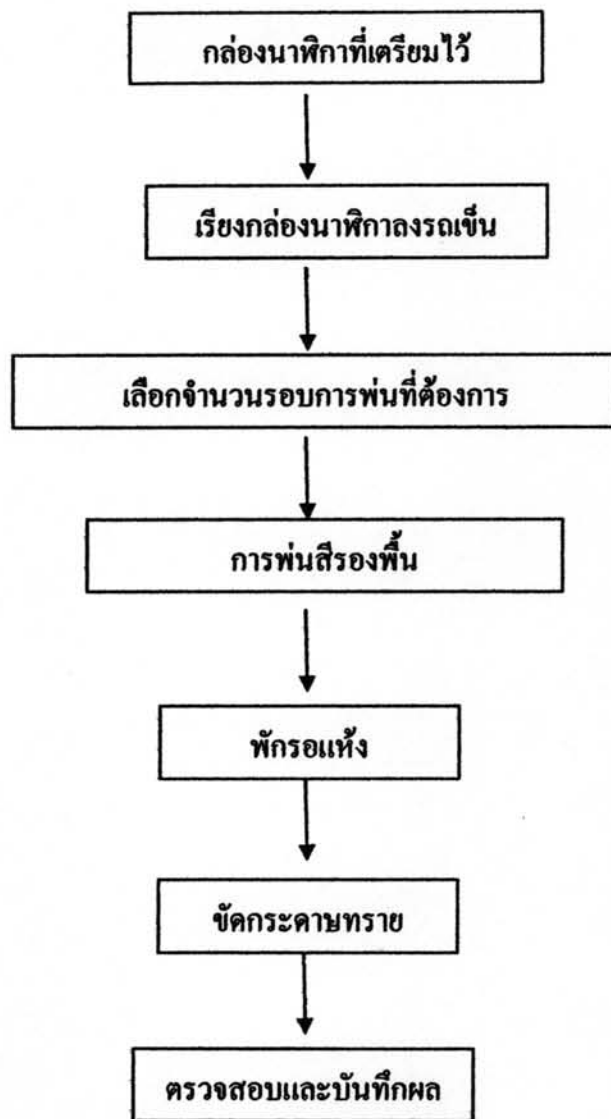 กล่องนาฬิกาที่เตรียมไว้
เรียงกล่องนาฬิกาลงรถเข็น
เลือกจำนวนรอบการพ่นที่ต้องการ
การพ่นสีรองพื้น
พักรอแห้ง
ขัดกระดาษทราย
ตรวจสอบและบันทึกผล